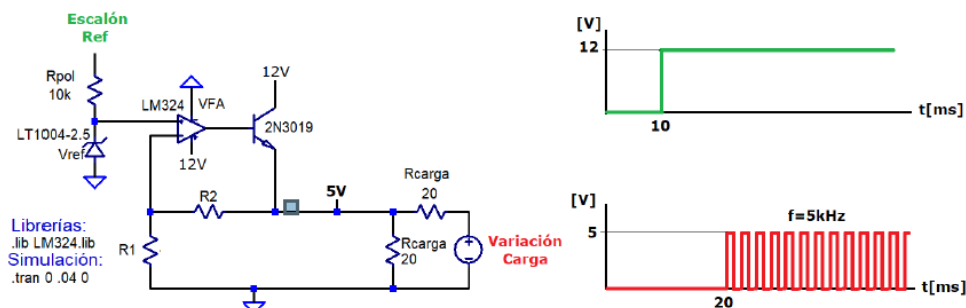 Escalón
Ref
Rpol
10k
LT1004-2.5
Vref
LM324
VFA
12V
12V
2N3019
R2
R1
5V
Rcarga
20
Rcarga
20
Variación
Carga
Librerías:
.lib LM324.lib
Simulación:
.tran 0 .04 0
[V]
12
10
t[ms]
[V]
5
f=5kHz
20
t[ms]